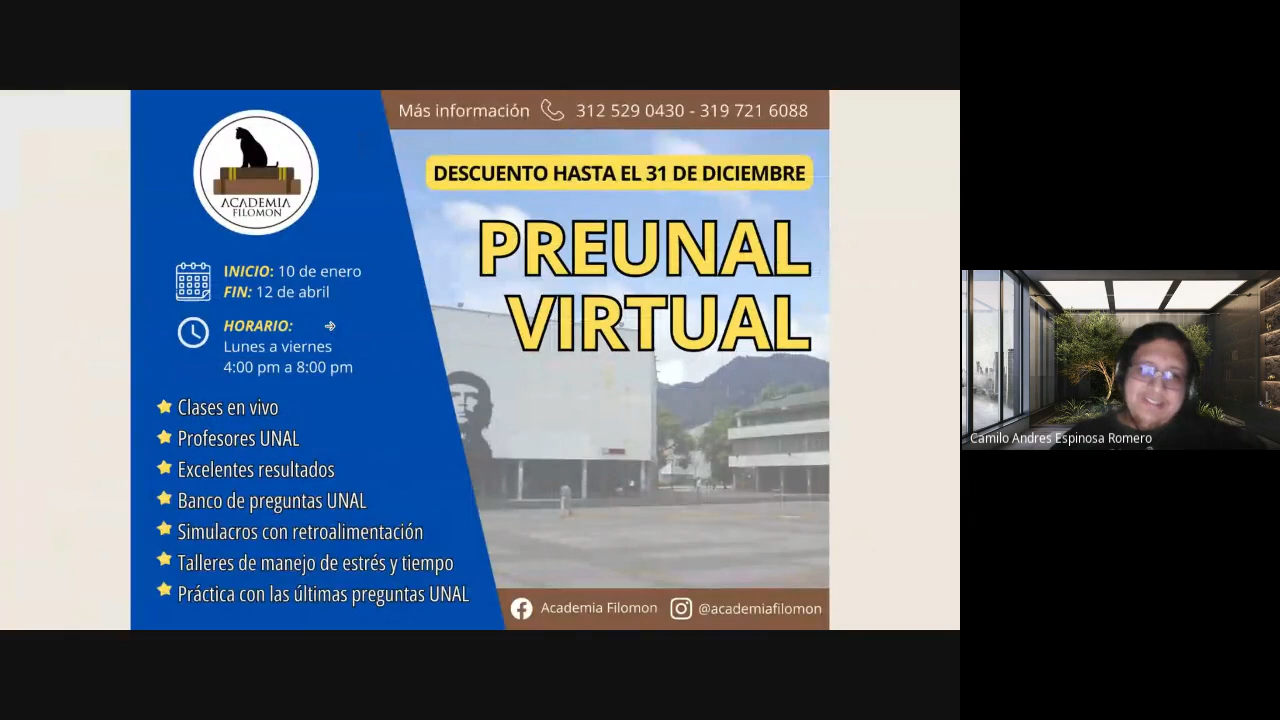 Más información 312 529 0430 - 319 721 6088
ACADEMIA
FILOMON
DESCUENTO HASTA EL 31 DE DICIEMBRE
PREUNAL
VIRTUAL
INICIO: 10 de enero
FIN: 12 de abril
HORARIO:
Lunes a viernes
4:00 pm a 8:00 pm
Clases en vivo
Profesores UNAL
Excelentes resultados
Banco de preguntas UNAL
Simulacros con retroalimentación
Talleres de manejo de estrés y tiempo
Práctica con las últimas preguntas UNAL
Academia Filomon @academiafilomon
Camilo Andres Espinosa Romero